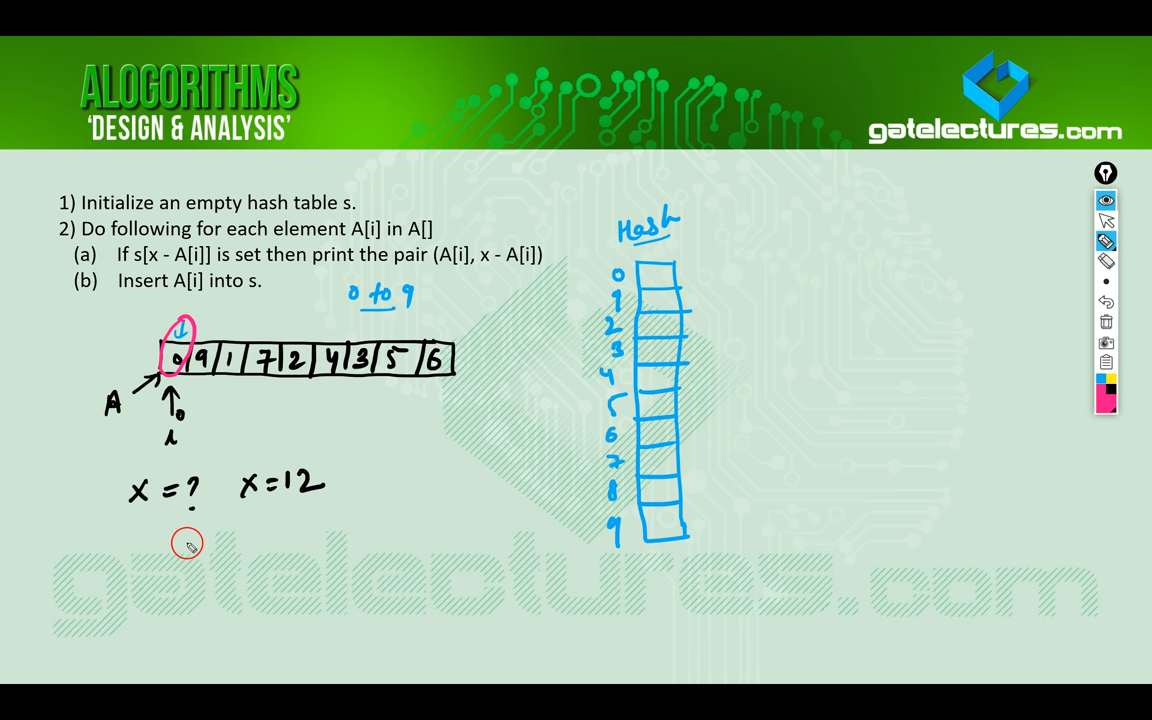 ALOGORITHMS
'DESIGN & ANALYSIS'
gatelectures.com
1) Initialize an empty hash table s.
2) Do following for each element A[i] in A[]
(a) If s[x - A[i]] is set then print the pair (A[i], x - A[i])
(b) Insert A[i] into s.
0 to 9
0 9 1 7 2 4 3 5 6
A
0
i
x = ? x = 12
Hash
0
1
2
3
4
5
6
7
8
9
gatelectures.com